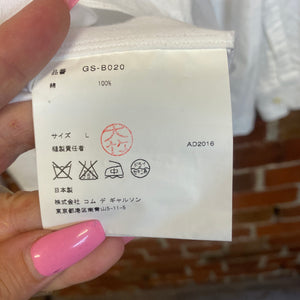 品番 GS-B020
綿 100%
サイズ L
縫製責任者 大竹
AD2016
日本製
株式会社 コム デ ギャルソン
東京都港区南青山5-11-5